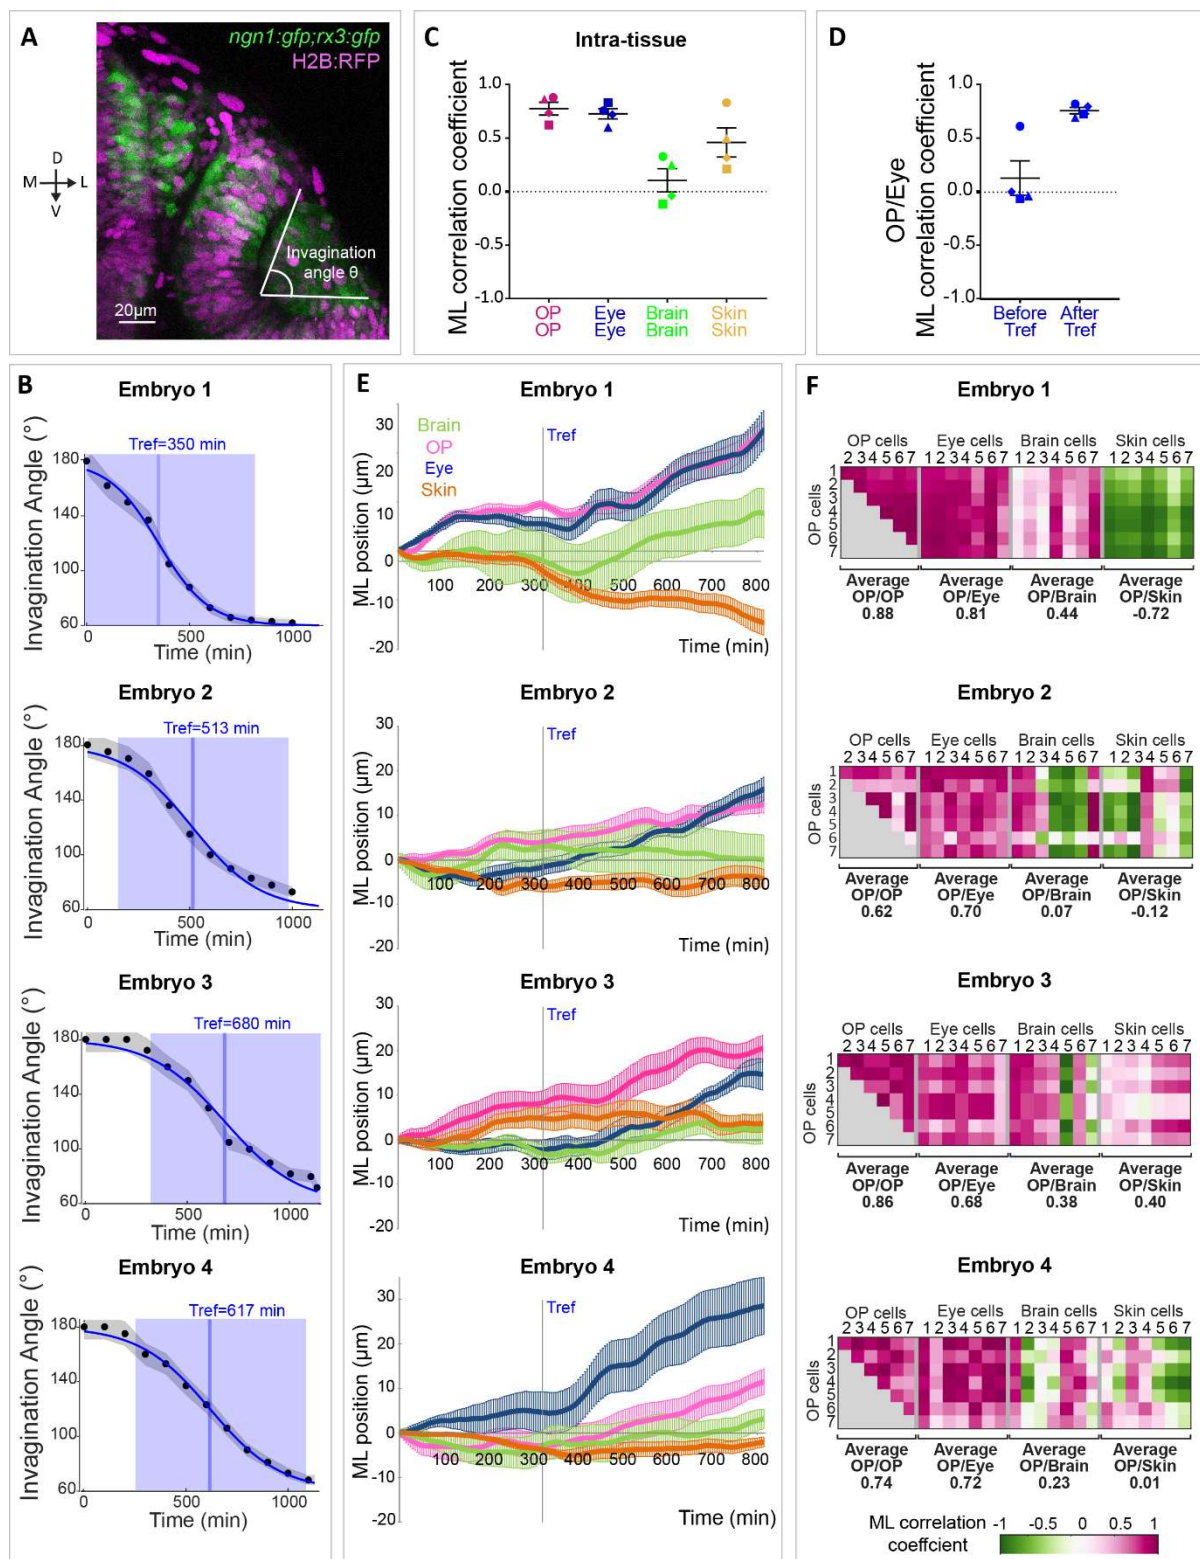 A
ngn1:gfp;rx3:gfp
H2B:RFP
D
M L
V
Invagination
angle θ
20µm
C
Intra-tissue
ML correlation coefficient
1.0
0.5
0.0
-0.5
-1.0
OP Eye Brain Skin
OP Eye Brain Skin
D
OP/Eye
ML correlation coefficient
1.0
0.5
0.0
-0.5
-1.0
Before After
Tref Tref
B
Embryo 1
Invagination Angle (°)
Tref=350 min
180
140
100
60
0 500 1000
Time (min)
Embryo 2
Invagination Angle (°)
Tref=513 min
180
140
100
60
0 500 1000
Time (min)
Embryo 3
Invagination Angle (°)
Tref=680 min
180
140
100
60
0 500 1000
Time (min)
Embryo 4
Invagination Angle (°)
Tref=617 min
180
140
100
60
0 500 1000
Time (min)
E
Embryo 1
ML position (µm)
Brain
OP
Eye
Skin
Tref
30
20
10
0
-10
-20
100 200 300 400 500 600 700 800
Time (min)
Embryo 2
ML position (µm)
Tref
30
20
10
0
-10
-20
100 200 300 400 500 600 700 800
Time (min)
Embryo 3
ML position (µm)
Tref
30
20
10
0
-10
-20
100 200 300 400 500 600 700 800
Time (min)
Embryo 4
ML position (µm)
Tref
30
20
10
0
-10
-20
100 200 300 400 500 600 700 800
Time (min)
F
Embryo 1
OP cells Eye cells Brain cells Skin cells
2 3 4 5 6 7 1 2 3 4 5 6 7 1 2 3 4 5 6 7 1 2 3 4 5 6 7
OP cells
1
2
3
4
5
6
7
Average Average Average Average
OP/OP OP/Eye OP/Brain OP/Skin
0.88 0.81 0.44 -0.72
Embryo 2
OP cells Eye cells Brain cells Skin cells
2 3 4 5 6 7 1 2 3 4 5 6 7 1 2 3 4 5 6 7 1 2 3 4 5 6 7
OP cells
1
2
3
4
5
6
7
Average Average Average Average
OP/OP OP/Eye OP/Brain OP/Skin
0.62 0.70 0.07 -0.12
Embryo 3
OP cells Eye cells Brain cells Skin cells
2 3 4 5 6 7 1 2 3 4 5 6 7 1 2 3 4 5 6 7 1 2 3 4 5 6 7
OP cells
1
2
3
4
5
6
7
Average Average Average Average
OP/OP OP/Eye OP/Brain OP/Skin
0.86 0.68 0.38 0.40
Embryo 4
OP cells Eye cells Brain cells Skin cells
2 3 4 5 6 7 1 2 3 4 5 6 7 1 2 3 4 5 6 7 1 2 3 4 5 6 7
OP cells
1
2
3
4
5
6
7
Average Average Average Average
OP/OP OP/Eye OP/Brain OP/Skin
0.74 0.72 0.23 0.01
ML correlation
coeffcient
-1 -0.5 0 0.5 1